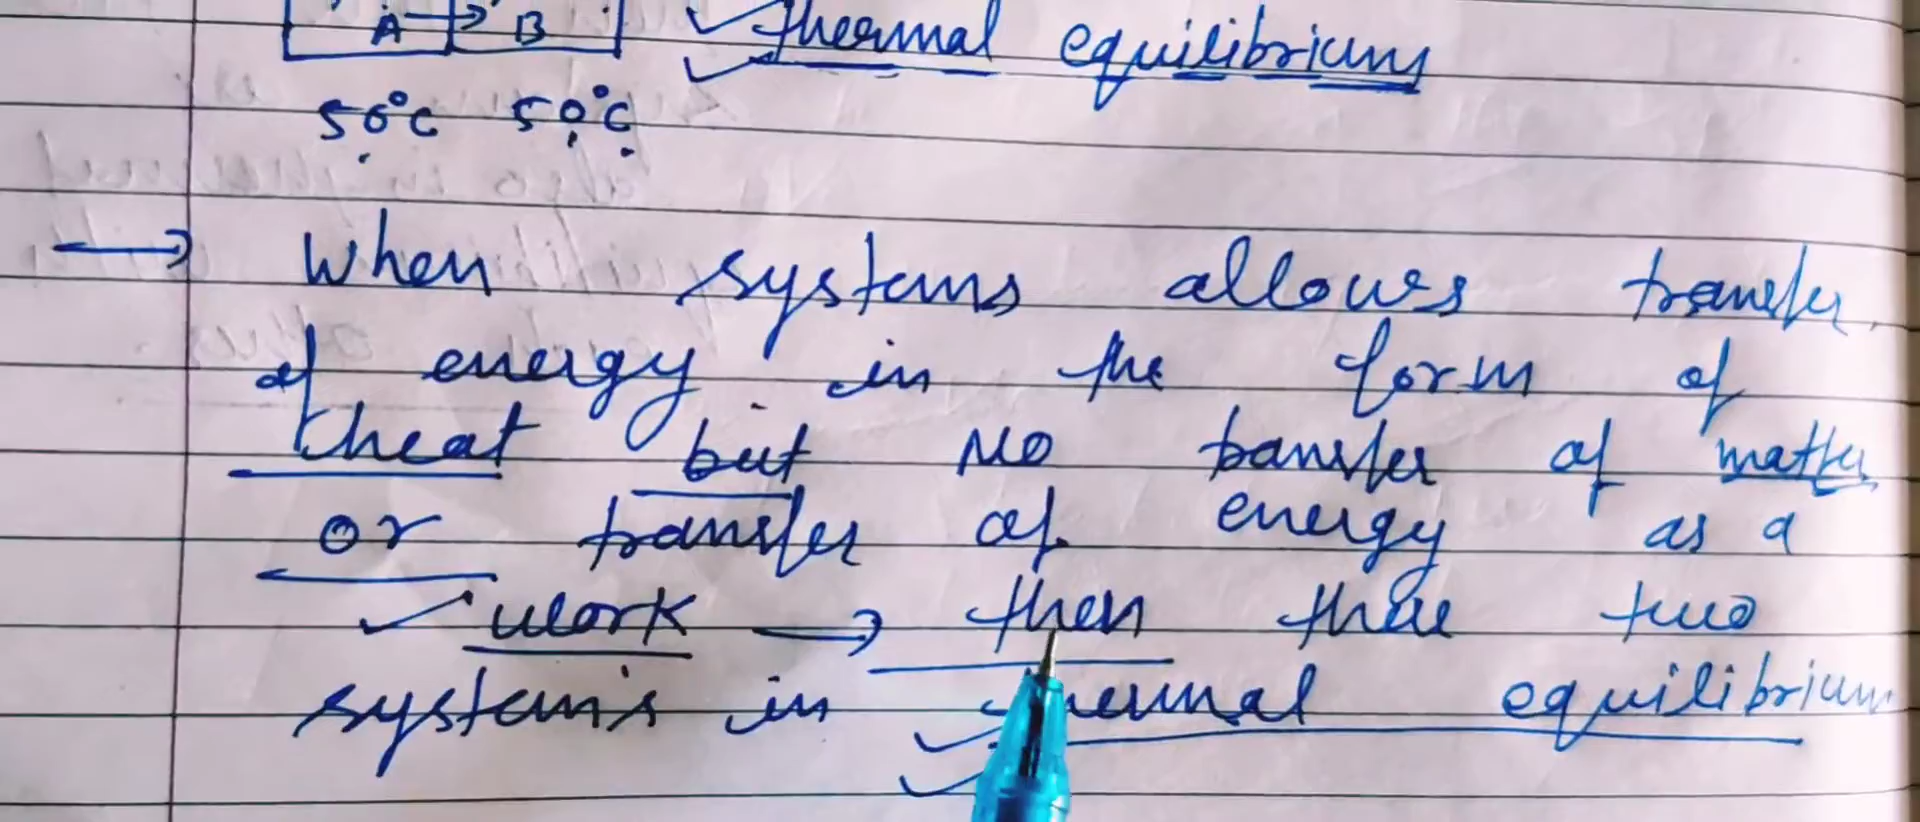 A → B thermal equilibrium
50°C 50°C
→ When systems allows transfer
of energy in the form of
heat but NO transfer of matter
or transfer of energy as a
work → then these two
systems in thermal equilibrium